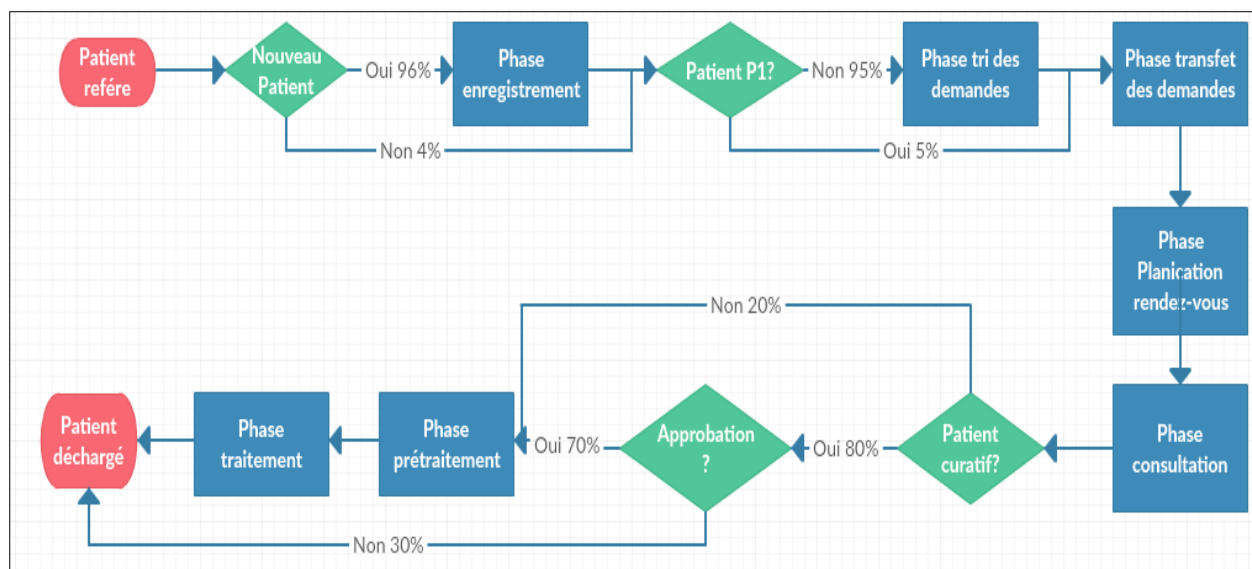 Patient
refére
Nouveau
Patient
Oui 96%
Phase
enregistrement
Patient P1?
Non 95%
Phase tri des
demandes
Phase transfet
des demandes
Non 4%
Oui 5%
Phase
Planication
rendez-vous
Non 20%
Patient
déchargé
Phase
traitement
Phase
prétraitement
Oui 70%
Approbation
?
Oui 80%
Patient
curatif?
Phase
consultation
Non 30%